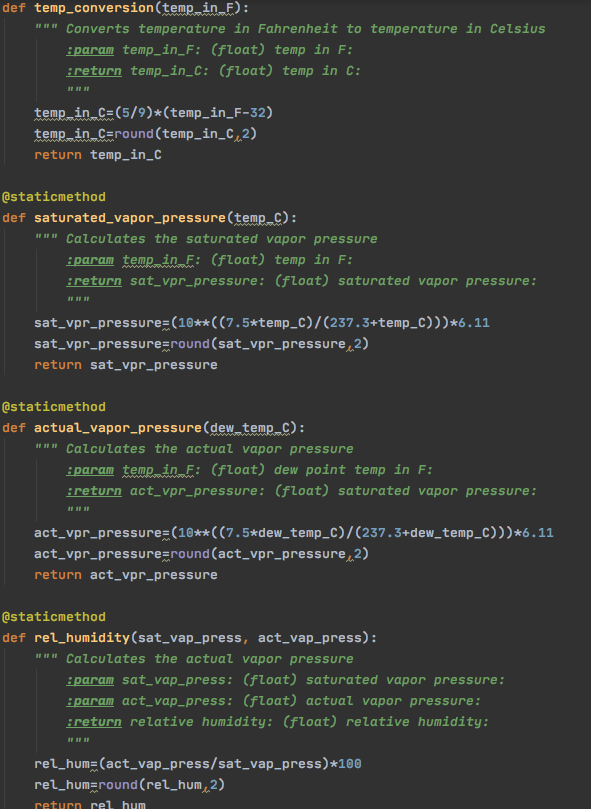 def temp_conversion(temp_in_F):
    """ Converts temperature in Fahrenheit to temperature in Celsius
        :param temp_in_F: (float) temp in F:
        :return temp_in_C: (float) temp in C:
        """
    temp_in_C=(5/9)*(temp_in_F-32)
    temp_in_C=round(temp_in_C,2)
    return temp_in_C
@staticmethod
def saturated_vapor_pressure(temp_C):
    """ Calculates the saturated vapor pressure
        :param temp_in_F: (float) temp in F:
        :return sat_vpr_pressure: (float) saturated vapor pressure:
        """
    sat_vpr_pressure=(10**((7.5*temp_C)/(237.3+temp_C)))*6.11
    sat_vpr_pressure=round(sat_vpr_pressure,2)
    return sat_vpr_pressure
@staticmethod
def actual_vapor_pressure(dew_temp_C):
    """ Calculates the actual vapor pressure
        :param temp_in_F: (float) dew point temp in F:
        :return act_vpr_pressure: (float) saturated vapor pressure:
        """
    act_vpr_pressure=(10**((7.5*dew_temp_C)/(237.3+dew_temp_C)))*6.11
    act_vpr_pressure=round(act_vpr_pressure,2)
    return act_vpr_pressure
@staticmethod
def rel_humidity(sat_vap_press, act_vap_press):
    """ Calculates the actual vapor pressure
        :param sat_vap_press: (float) saturated vapor pressure:
        :param act_vap_press: (float) actual vapor pressure:
        :return relative humidity: (float) relative humidity:
        """
    rel_hum=(act_vap_press/sat_vap_press)*100
    rel_hum=round(rel_hum,2)
    return rel_hum